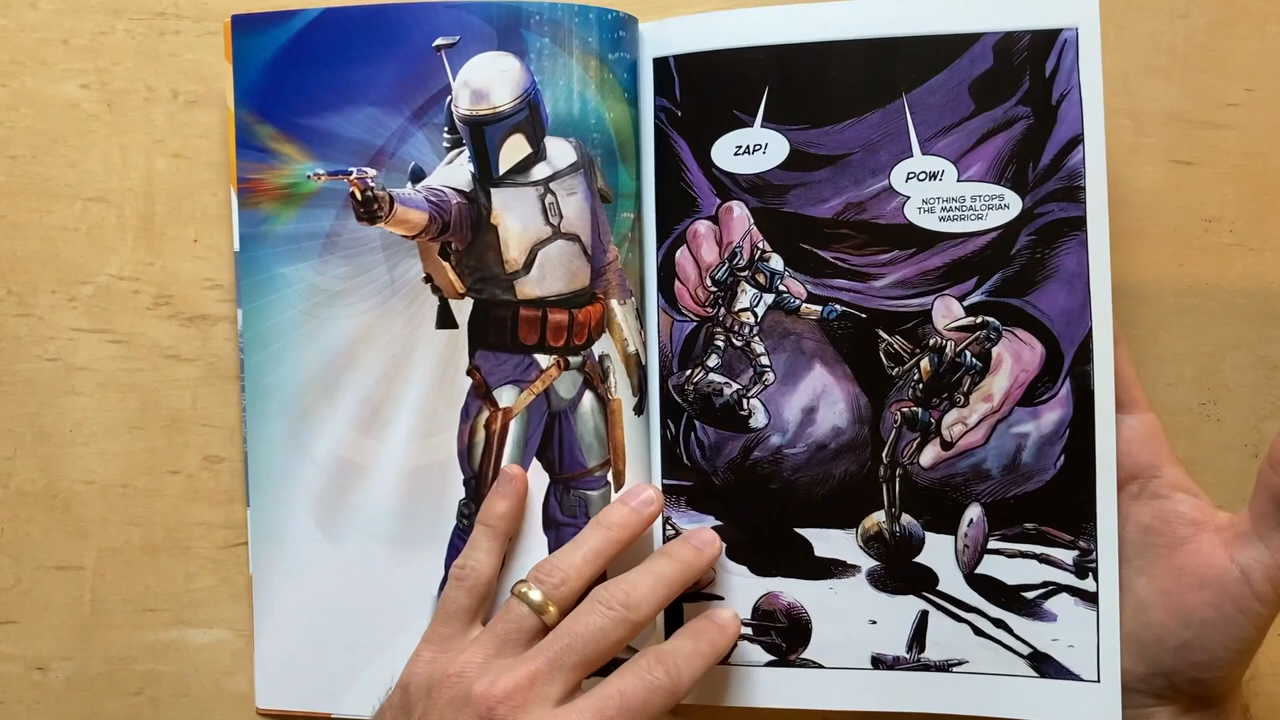 ZAP!
POW!
NOTHING STOPS
THE MANDALORIAN
WARRIOR!